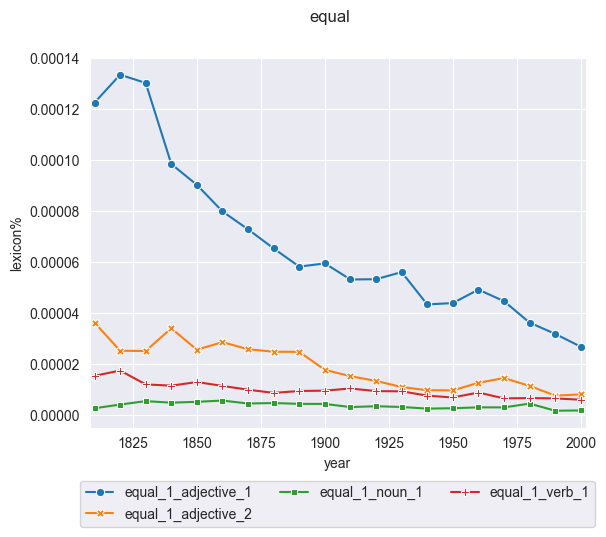 equal
0.00014
0.00012
0.00010
0.00008
0.00006
0.00004
0.00002
0.00000
lexicon%
1825 1850 1875 1900 1925 1950 1975 2000
year
equal_1_adjective_1 equal_1_noun_1 equal_1_verb_1
equal_1_adjective_2